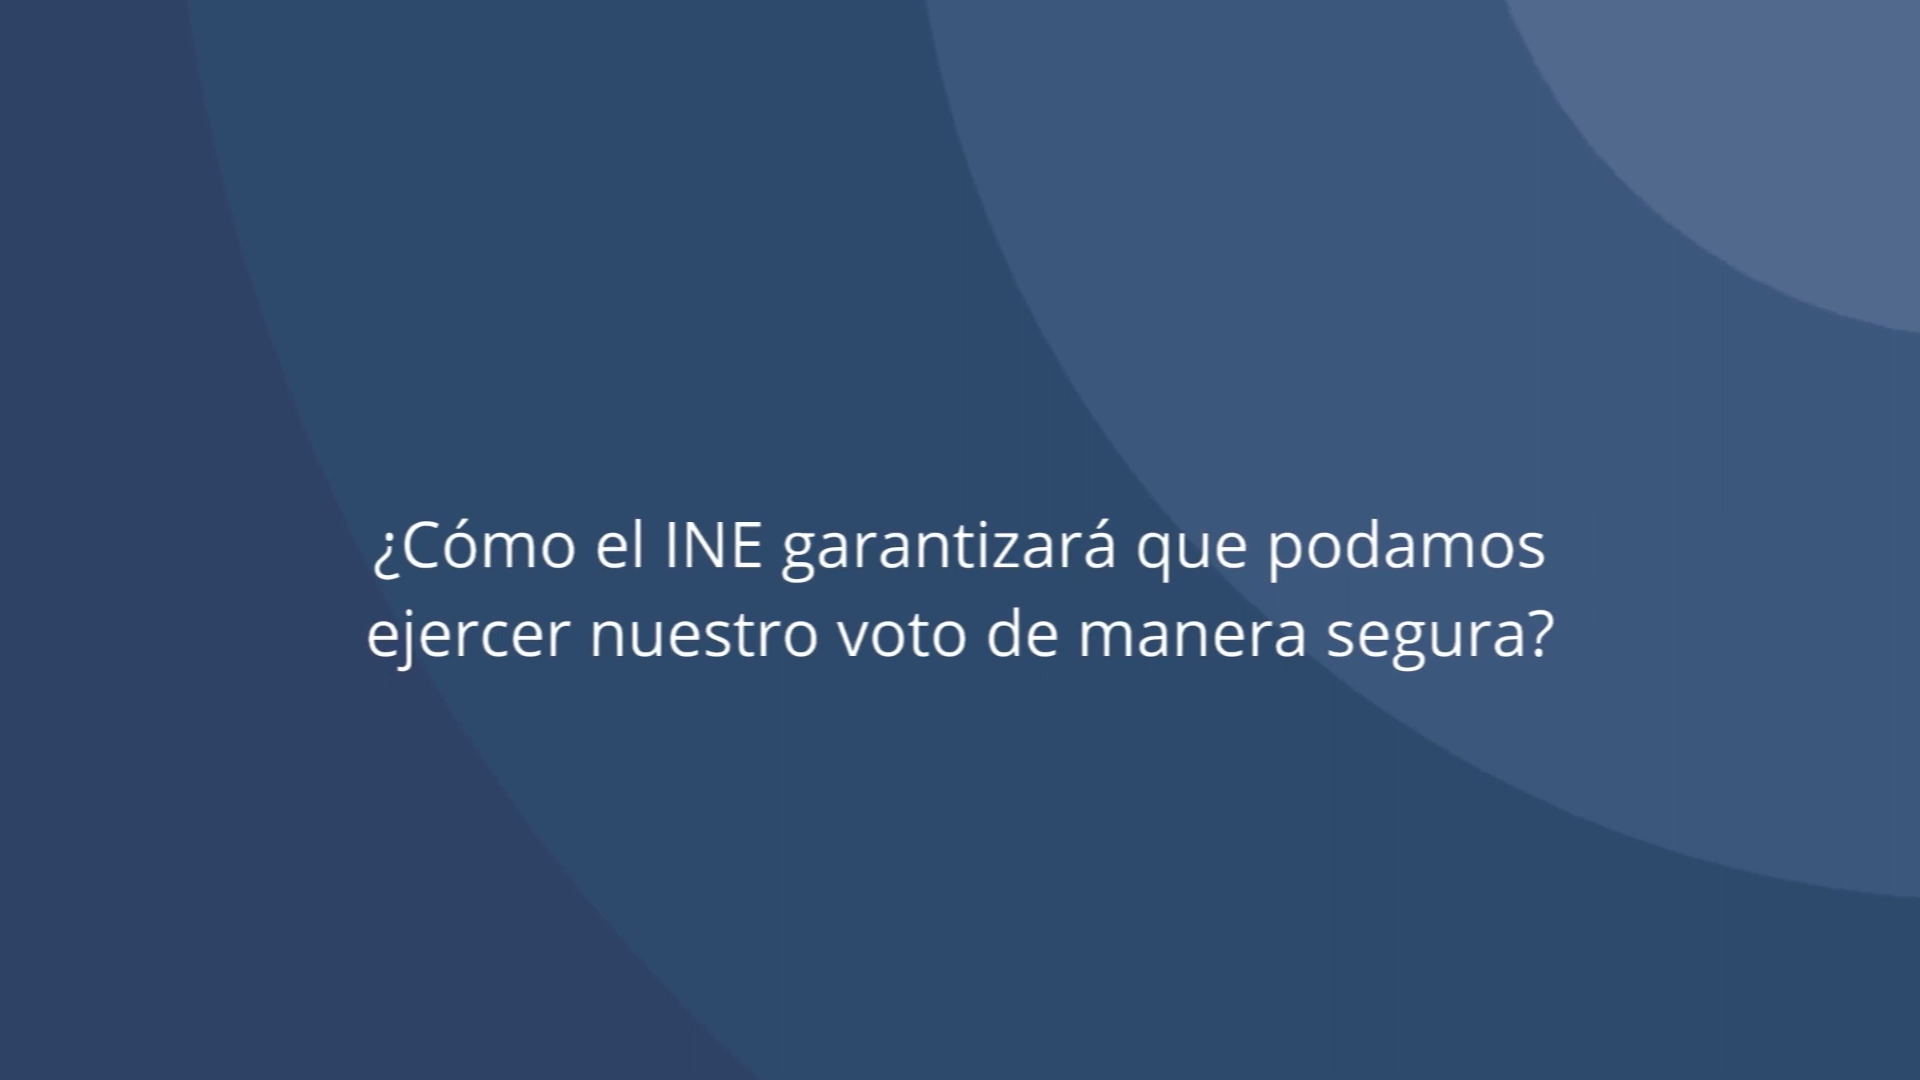 ¿Cómo el INE garantizará que podamos
ejercer nuestro voto de manera segura?